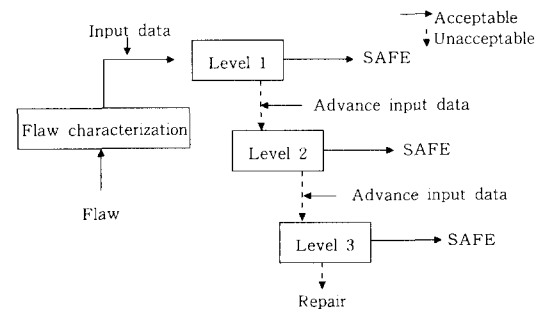 Acceptable
Unacceptable
Input data
Level 1
SAFE
Advance input data
Flaw characterization
Level 2
SAFE
Flaw
Advance input data
Level 3
SAFE
Repair